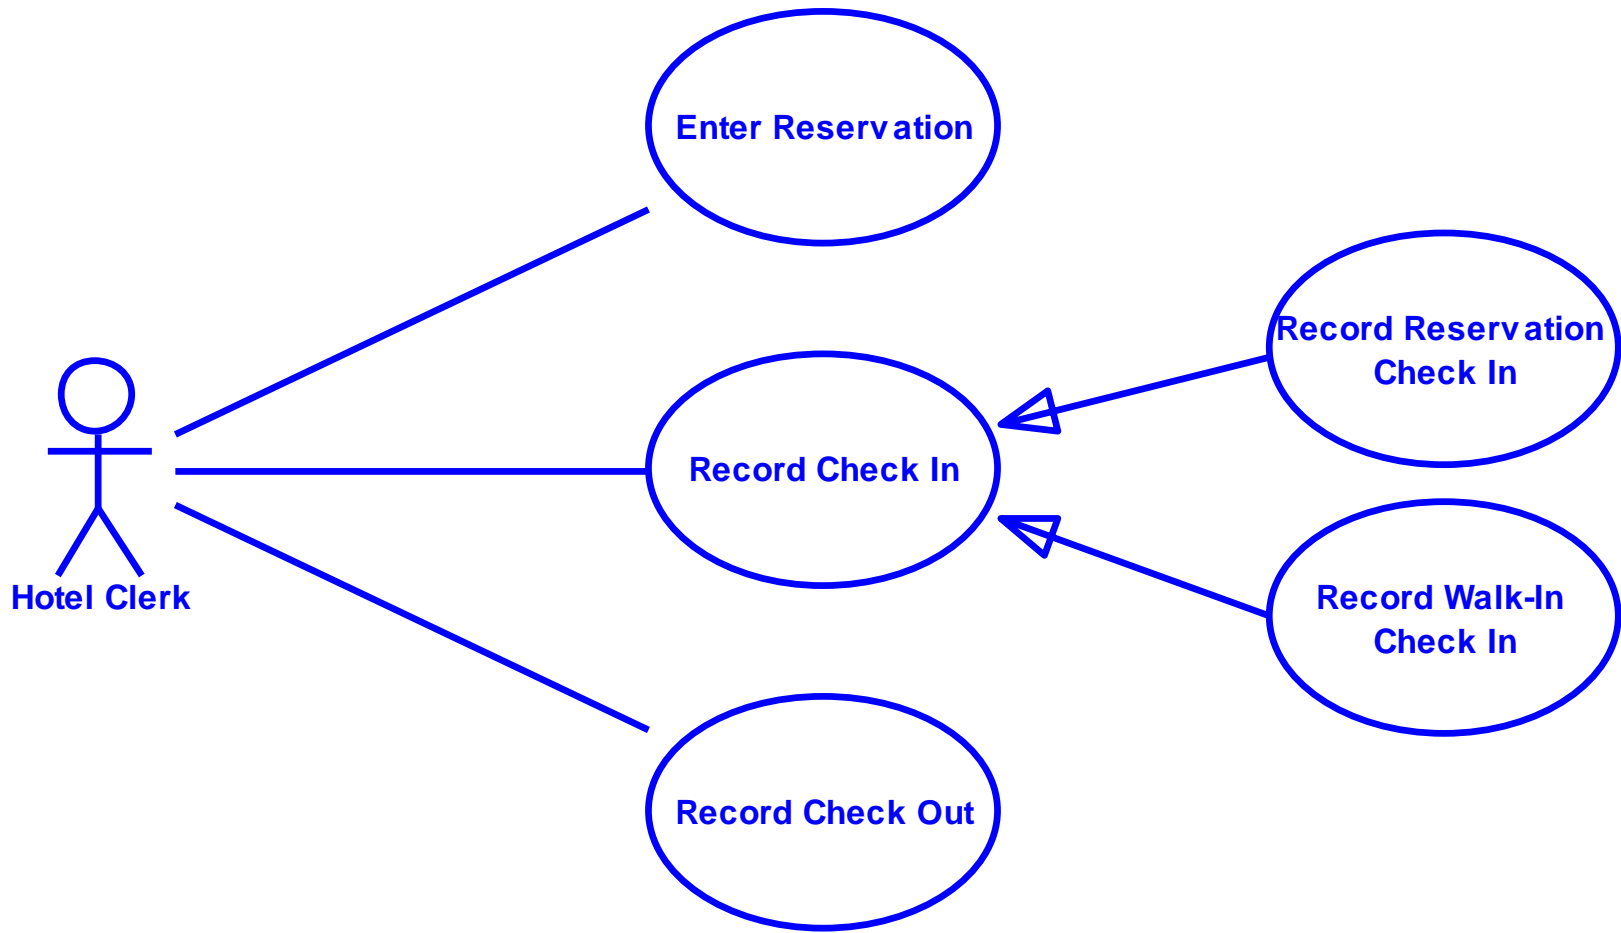 Enter Reservation
Record Reservation
Check In
Record Check In
Hotel Clerk
Record Walk-In
Check In
Record Check Out